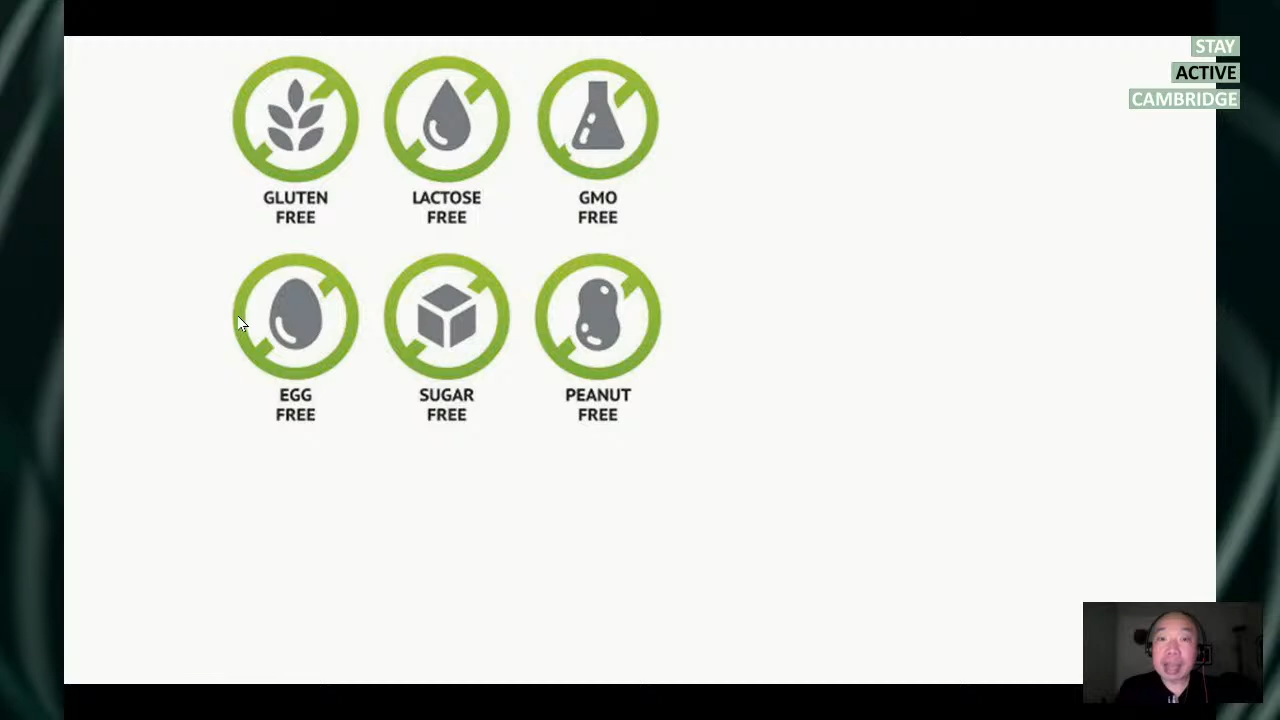 STAY
ACTIVE
CAMBRIDGE
GLUTEN
FREE
LACTOSE
FREE
GMO
FREE
EGG
FREE
SUGAR
FREE
PEANUT
FREE